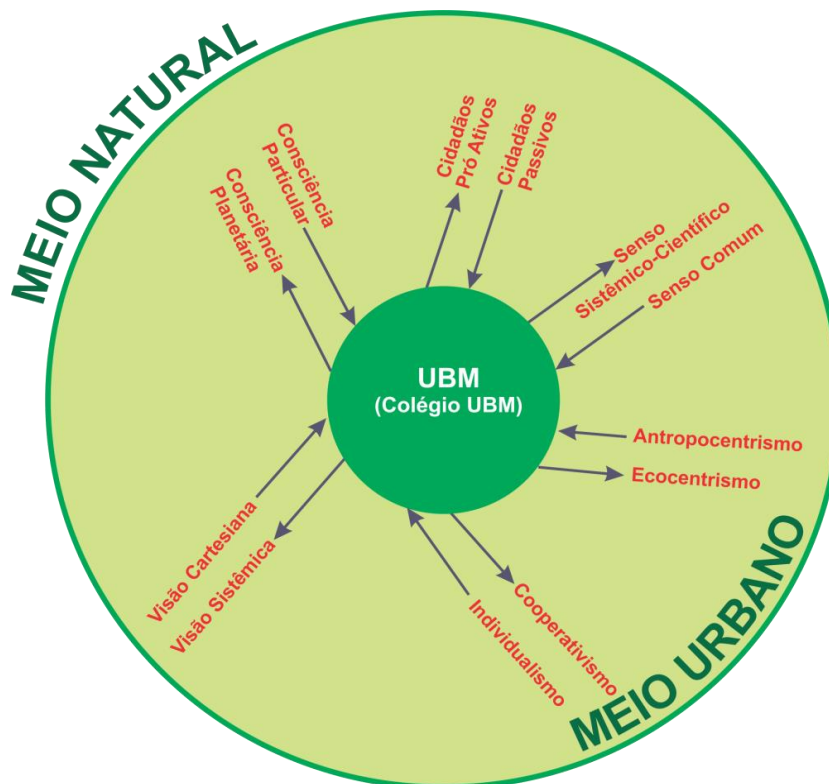 MEIO NATURAL
Consciência
Planetária
Consciência
Particular
Cidadãos
Pró Ativos
Cidadãos
Passivos
Senso
Sistêmico-Científico
Senso Comum
UBM
(Colégio UBM)
Antropocentrismo
Ecocentrismo
Visão Cartesiana
Visão Sistêmica
Individualismo
Cooperativismo
MEIO URBANO